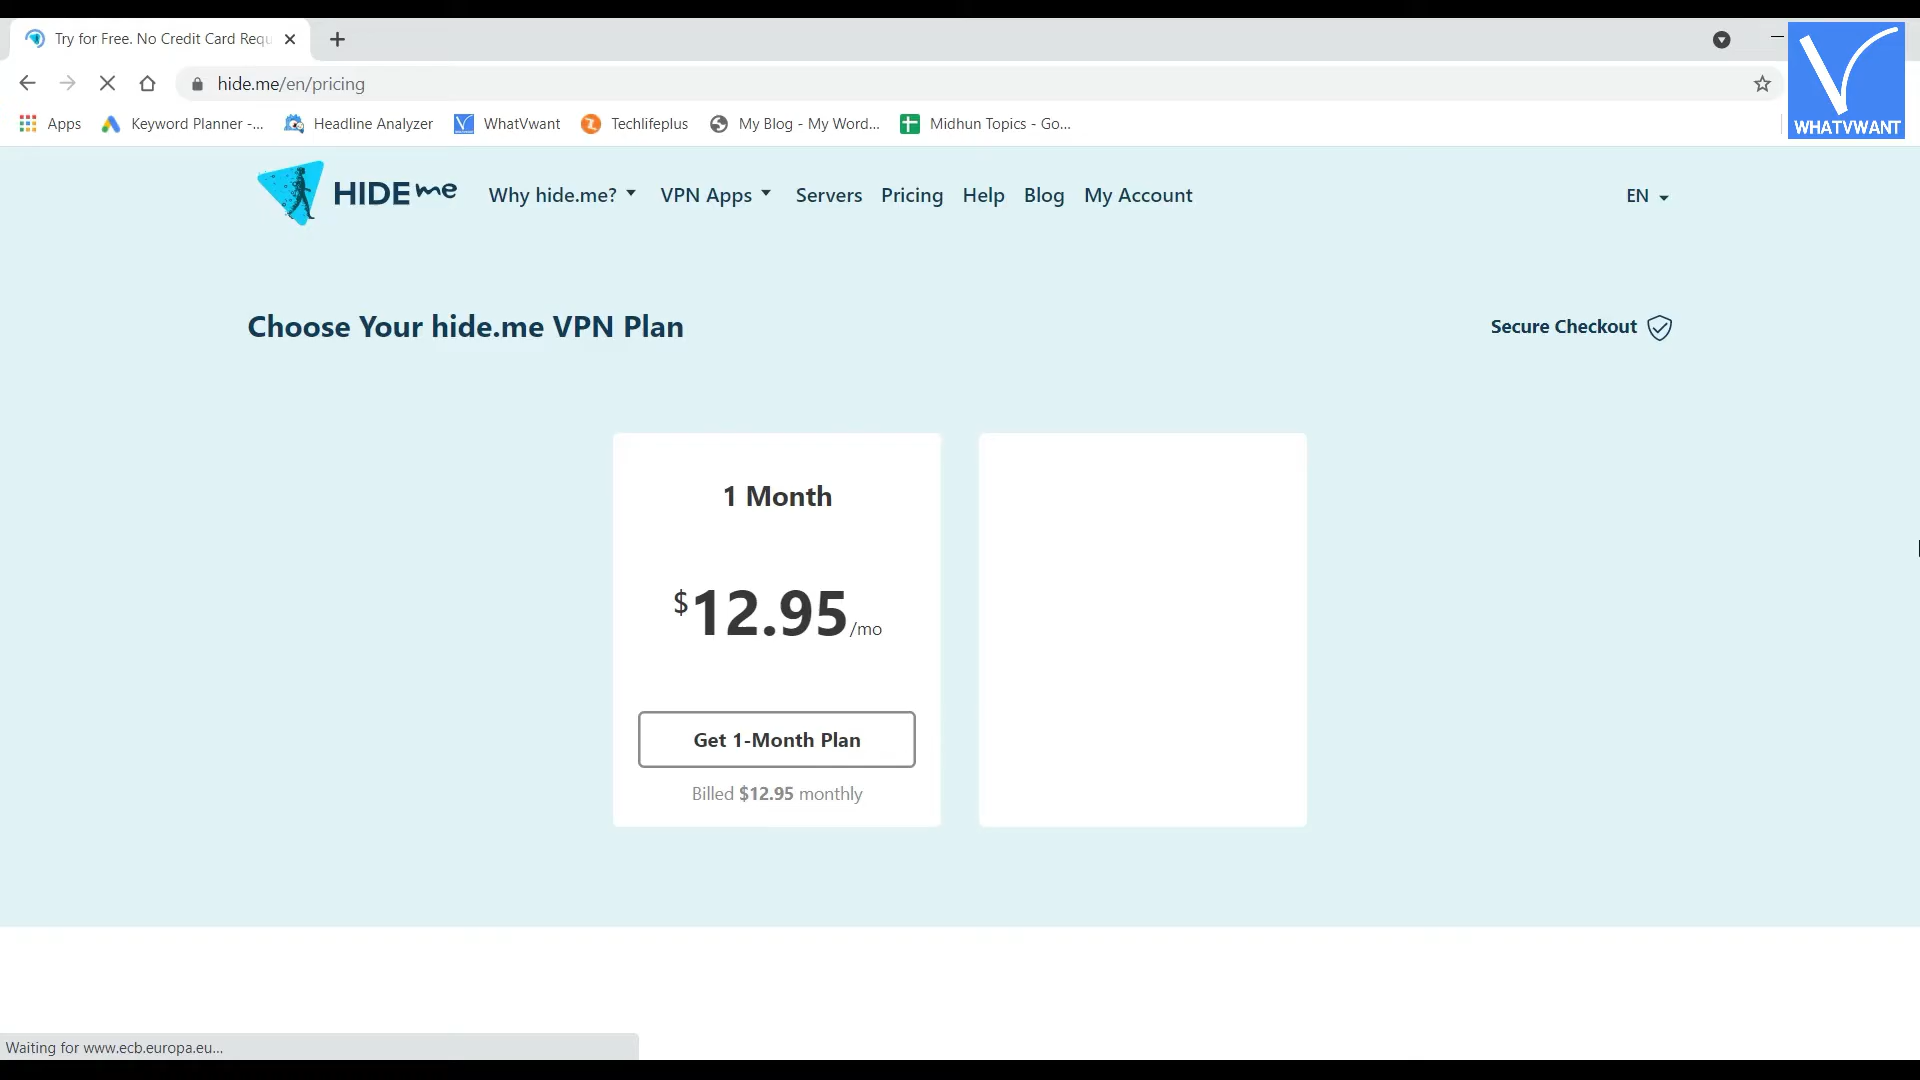 Try for Free. No Credit Card Requ
hide.me/en/pricing
Apps
Keyword Planner -...
Headline Analyzer
WhatVwant
Techlifeplus
My Blog - My Word...
Midhun Topics - Go...
WHATVWANT
HIDE me
Why hide.me?
VPN Apps
Servers
Pricing
Help
Blog
My Account
EN
Choose Your hide.me VPN Plan
Secure Checkout
1 Month
$12.95/mo
Get 1-Month Plan
Billed $12.95 monthly
Waiting for www.ecb.europa.eu...